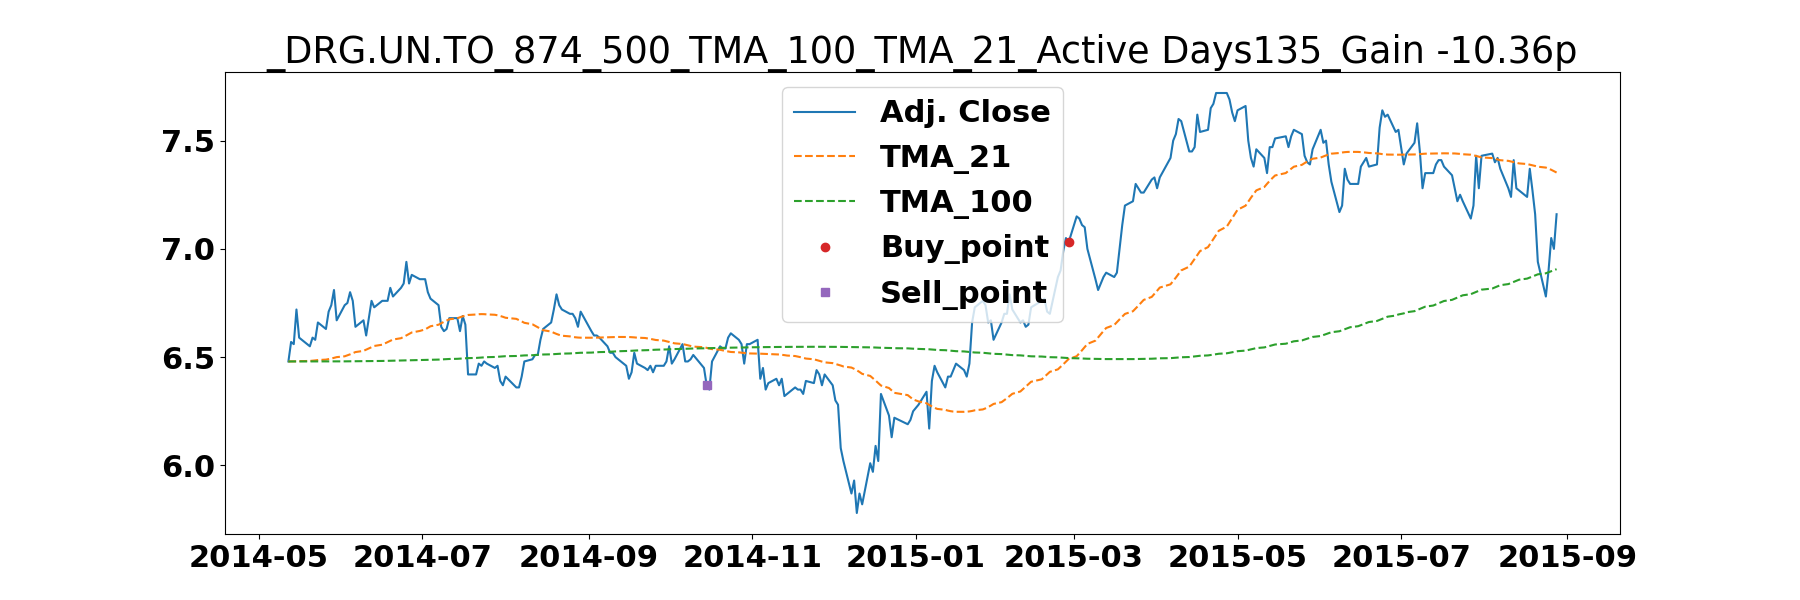 _DRG.UN.TO_874_500_TMA_100_TMA_21_Active Days135_Gain -10.36p
Adj. Close
TMA_21
TMA_100
Buy_point
Sell_point
7.5
7.0
6.5
6.0
2014-05 2014-07 2014-09 2014-11 2015-01 2015-03 2015-05 2015-07 2015-09